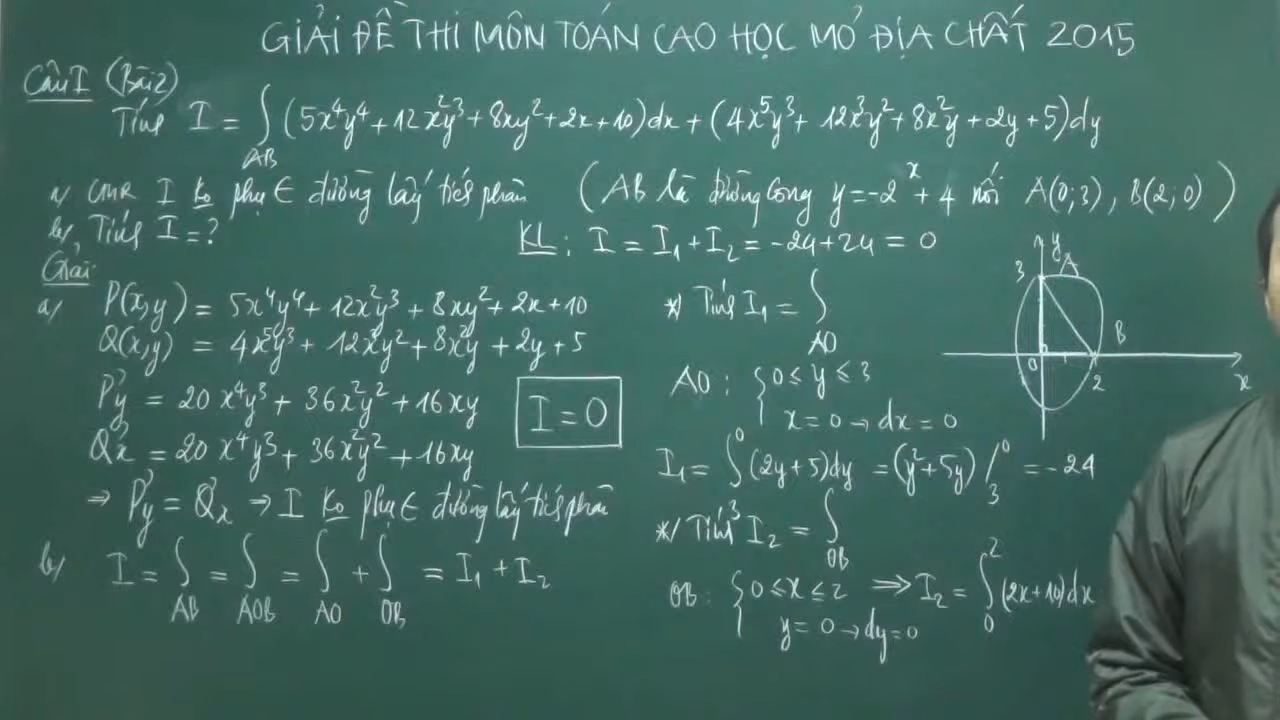 GIẢI ĐỀ THI MÔN TOÁN CAO HỌC MỎ ĐỊA CHẤT 2015
Câu I (Bài 2)
Tính I = ∫_{AB} (5x⁴y⁴ + 12x²y³ + 8xy² + 2x + 10)dx + (4x⁵y³ + 12x³y² + 8x²y + 2y + 5)dy
a/ CMR I ko phụ ∈ đường lấy tích phân (AB là đường cong y = -2^x + 4 nối A(0;3), B(2;0))
b/ Tính I = ?
KL: I = I₁ + I₂ = -24 + 24 = 0
Giải:
a/ P(x,y) = 5x⁴y⁴ + 12x²y³ + 8xy² + 2x + 10
Q(x,y) = 4x⁵y³ + 12x³y² + 8x²y + 2y + 5
P'y = 20x⁴y³ + 36x²y² + 16xy
Q'x = 20x⁴y³ + 36x²y² + 16xy
⇒ P'y = Q'x ⇒ I ko phụ ∈ đường lấy tích phân
I = 0
b/ I = ∫_{AB} = ∫_{AOB} = ∫_{AO} + ∫_{OB} = I₁ + I₂
*) Tính I₁ = ∫_{AO}
AO: { 0 ≤ y ≤ 3
x = 0 → dx = 0
I₁ = ∫₃⁰ (2y + 5)dy = (y² + 5y) /₃⁰ = -24
*/ Tính I₂ = ∫_{OB}
OB: { 0 ≤ x ≤ 2 ⇒ I₂ = ∫₀² (2x + 10)dx
y = 0 → dy = 0
y
3 A
B
0 2
x